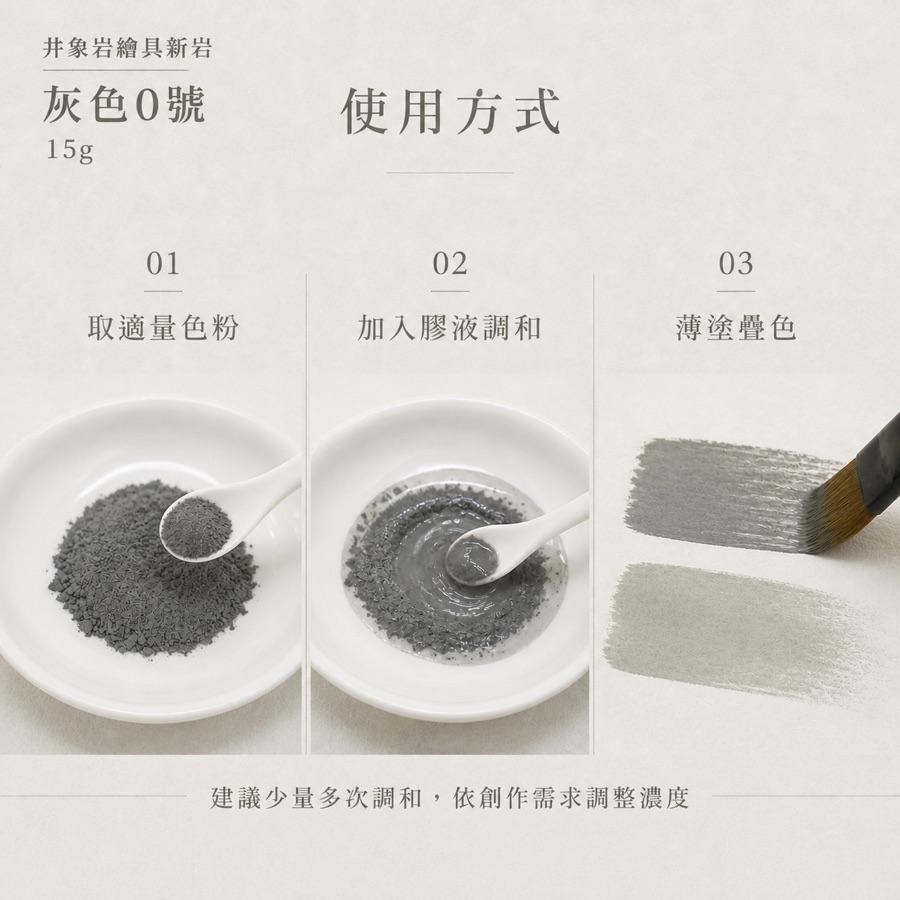 井象岩繪具新岩
灰色0號
15g
使用方式
01
取適量色粉
02
加入膠液調和
03
薄塗疊色
建議少量多次調和，依創作需求調整濃度